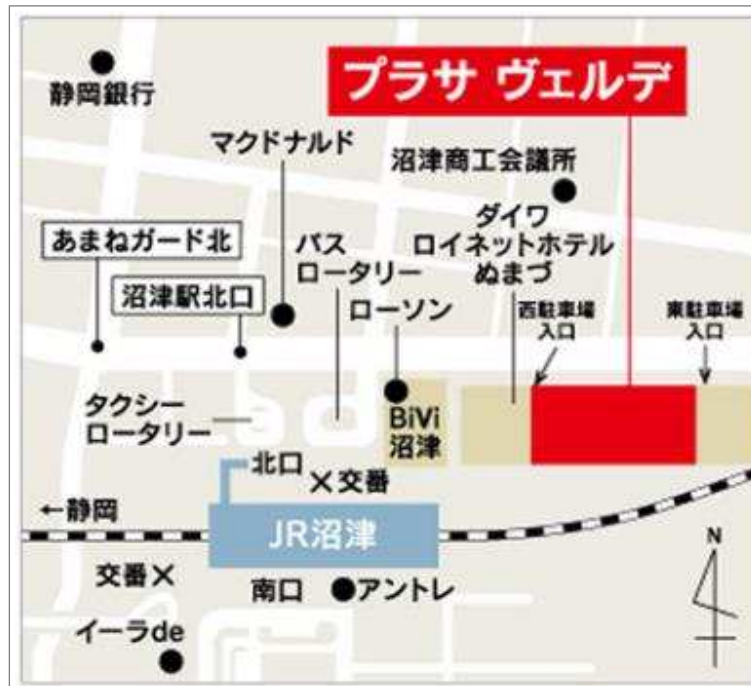 プラサ ヴェルデ
静岡銀行
マクドナルド
沼津商工会議所
あまねガード北
バス
ロータリー
ダイワ
ロイネットホテル
ぬまづ
沼津駅北口
ローソン
西駐車場
入口
東駐車場
入口
タクシー
ロータリー
BiVi
沼津
北口
交番
←静岡
JR沼津
N
交番
南口
アントレ
イーラde